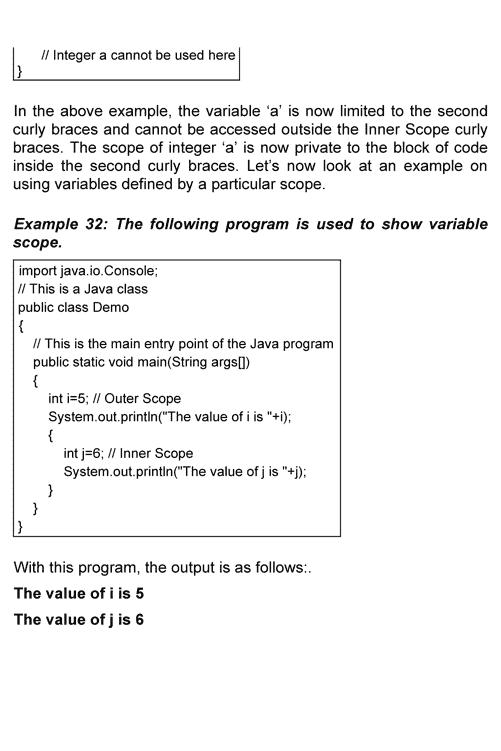 // Integer a cannot be used here
}
In the above example, the variable ‘a’ is now limited to the second
curly braces and cannot be accessed outside the Inner Scope curly
braces. The scope of integer ‘a’ is now private to the block of code
inside the second curly braces. Let’s now look at an example on
using variables defined by a particular scope.
Example 32: The following program is used to show variable
scope.
import java.io.Console;
// This is a Java class
public class Demo
{
// This is the main entry point of the Java program
public static void main(String args[])
{
int i=5; // Outer Scope
System.out.println("The value of i is "+i);
{
int j=6; // Inner Scope
System.out.println("The value of j is "+j);
}
}
}
With this program, the output is as follows:.
The value of i is 5
The value of j is 6